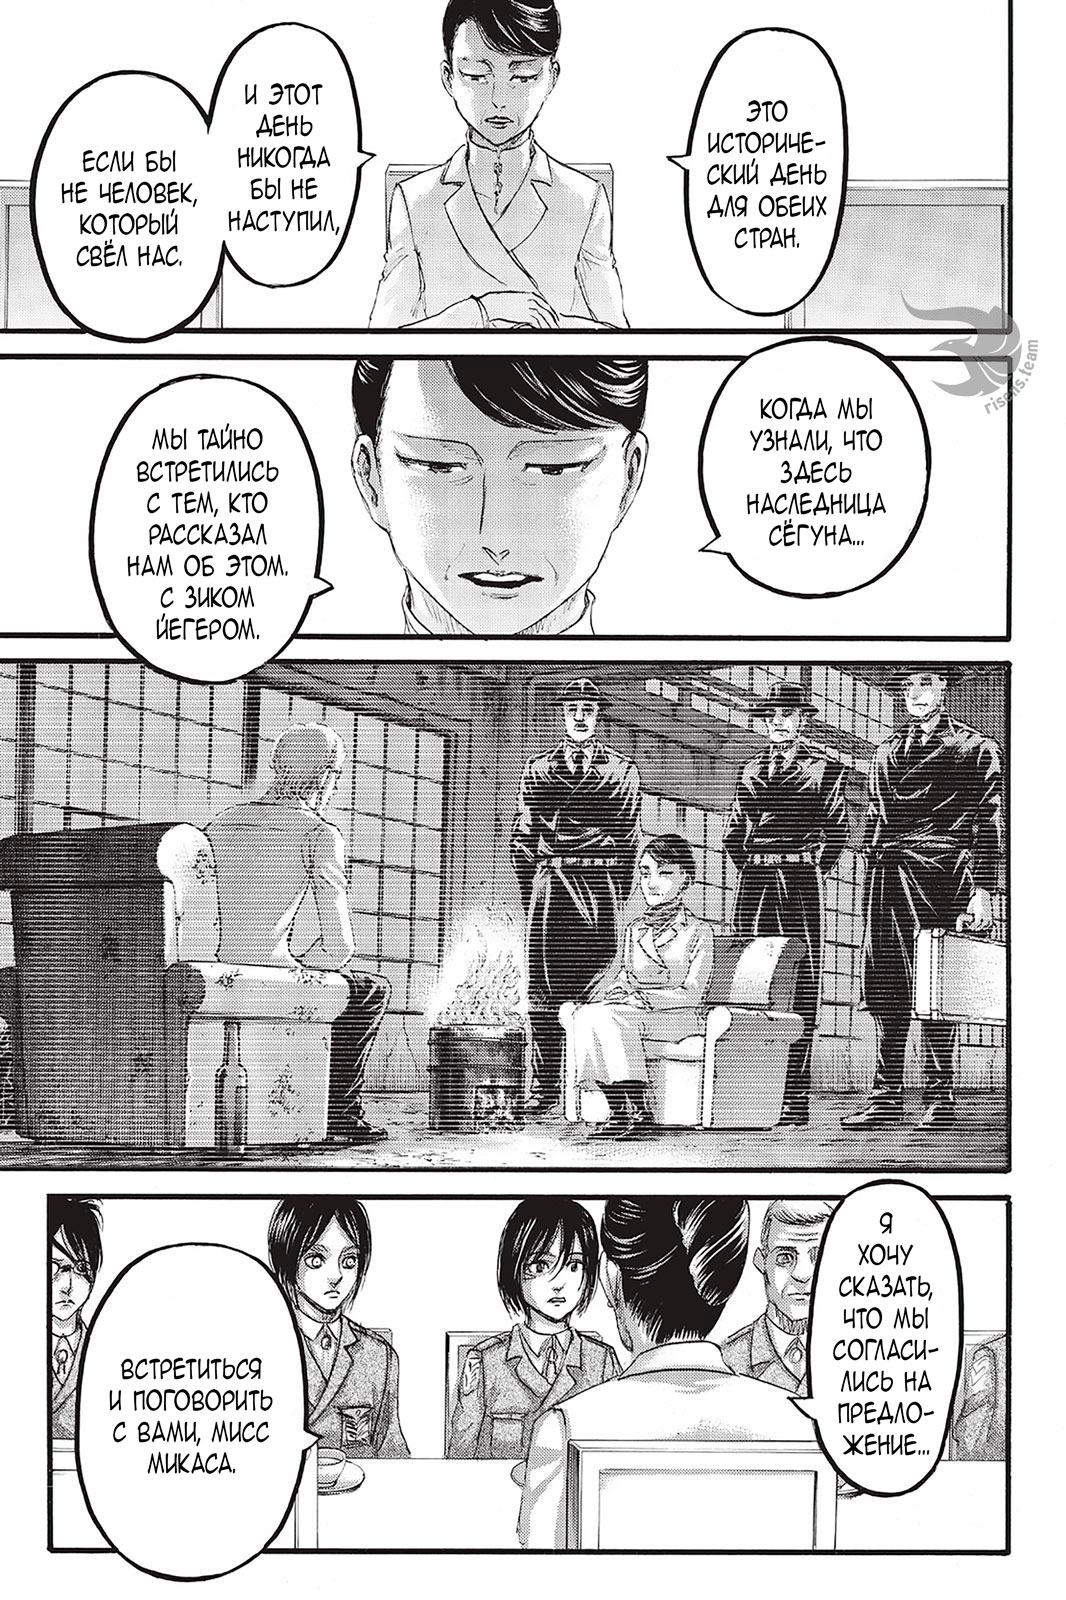 ЭТО
ИСТОРИЧЕ-
СКИЙ ДЕНЬ
ДЛЯ ОБЕИХ
СТРАН.
И ЭТОТ
ДЕНЬ
НИКОГДА
БЫ НЕ
НАСТУПИЛ,
ЕСЛИ БЫ
НЕ ЧЕЛОВЕК,
КОТОРЫЙ
СВЁЛ НАС.
risens.team
КОГДА МЫ
УЗНАЛИ, ЧТО
ЗДЕСЬ
НАСЛЕДНИЦА
СЁГУНА...
МЫ ТАЙНО
ВСТРЕТИЛИСЬ
С ТЕМ, КТО
РАССКАЗАЛ
НАМ ОБ ЭТОМ.
С ЗИКОМ
ЙЕГЕРОМ.
Я
ХОЧУ
СКАЗАТЬ,
ЧТО МЫ
СОГЛАСИ-
ЛИСЬ НА
ПРЕДЛО-
ЖЕНИЕ...
ВСТРЕТИТЬСЯ
И ПОГОВОРИТЬ
С ВАМИ, МИСС
МИКАСА.